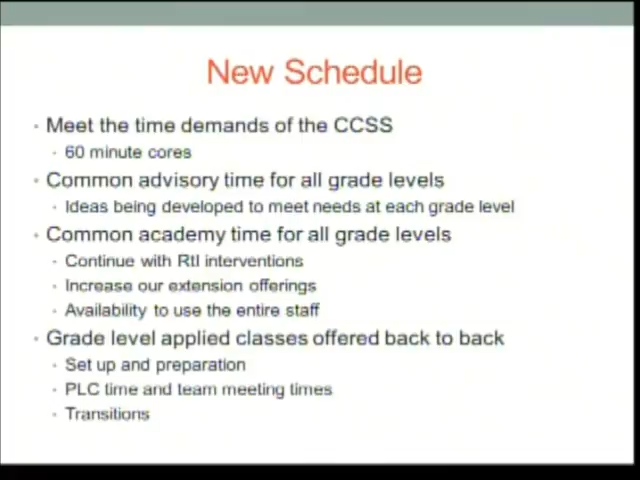 New Schedule
Meet the time demands of the CCSS
60 minute cores
Common advisory time for all grade levels
Ideas being developed to meet needs at each grade level
Common academy time for all grade levels
Continue with RtI interventions
Increase our extension offerings
Availability to use the entire staff
Grade level applied classes offered back to back
Set up and preparation
PLC time and team meeting times
Transitions